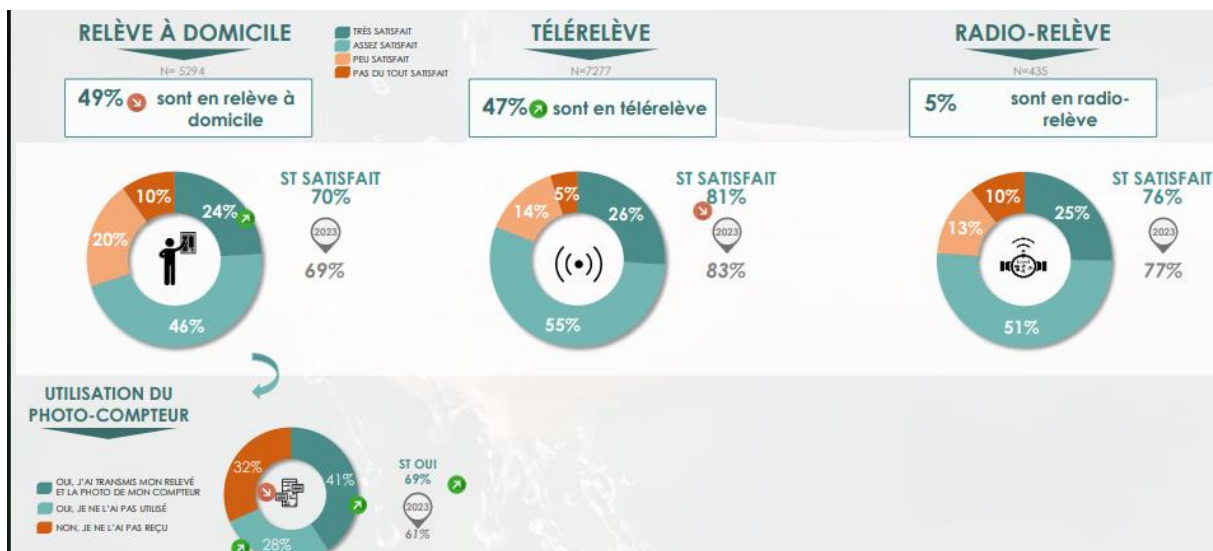 RELÈVE À DOMICILE
N= 5294
49% sont en relève à
domicile
TRÈS SATISFAIT
ASSEZ SATISFAIT
PEU SATISFAIT
PAS DU TOUT SATISFAIT
TÉLÉRELÈVE
N=7277
47% sont en télérelève
RADIO-RELÈVE
N=435
5% sont en radio-
relève
10%
24%
20%
46%
ST SATISFAIT
70%
2023
69%
5%
14%
26%
55%
ST SATISFAIT
81%
2023
83%
10%
13%
25%
51%
ST SATISFAIT
76%
2023
77%
UTILISATION DU
PHOTO-COMPTEUR
OUI, J'AI TRANSMIS MON RELEVÉ
ET LA PHOTO DE MON COMPTEUR
OUI, JE NE L'AI PAS UTILISÉ
NON, JE NE L'AI PAS REÇU
32%
41%
28%
ST OUI
69%
2023
61%